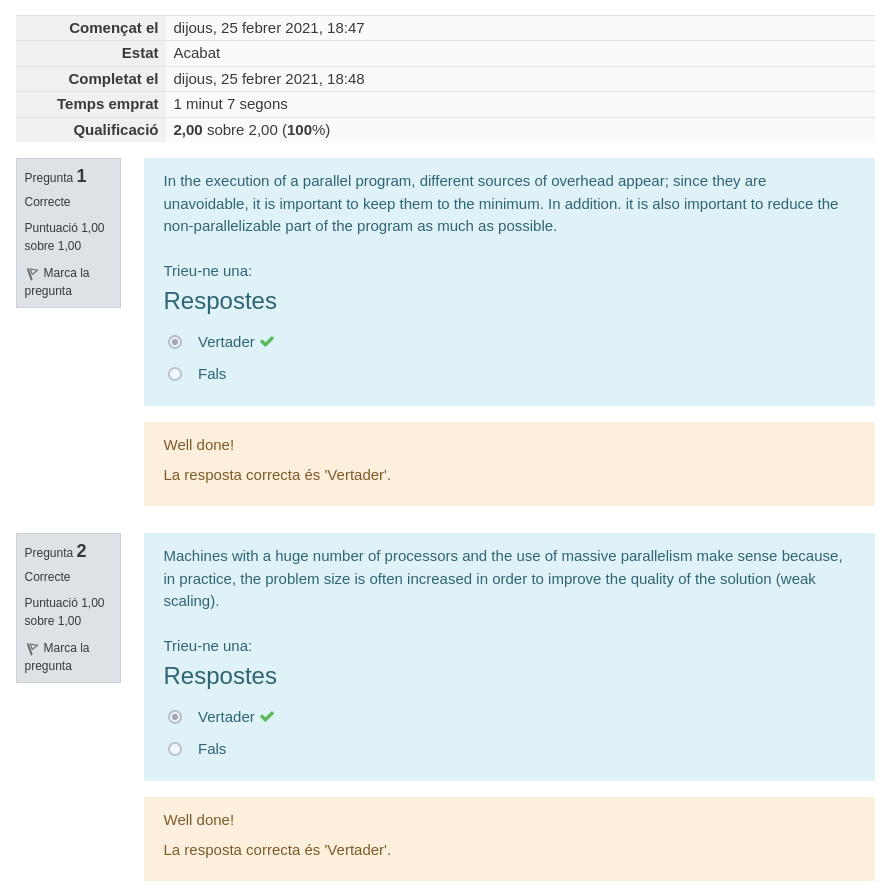 Començat el dijous, 25 febrer 2021, 18:47
Estat Acabat
Completat el dijous, 25 febrer 2021, 18:48
Temps emprat 1 minut 7 segons
Qualificació 2,00 sobre 2,00 (100%)
Pregunta 1
Correcte
Puntuació 1,00
sobre 1,00
Marca la
pregunta
In the execution of a parallel program, different sources of overhead appear; since they are
unavoidable, it is important to keep them to the minimum. In addition. it is also important to reduce the
non-parallelizable part of the program as much as possible.
Trieu-ne una:
Respostes
Vertader
Fals
Well done!
La resposta correcta és 'Vertader'.
Pregunta 2
Correcte
Puntuació 1,00
sobre 1,00
Marca la
pregunta
Machines with a huge number of processors and the use of massive parallelism make sense because,
in practice, the problem size is often increased in order to improve the quality of the solution (weak
scaling).
Trieu-ne una:
Respostes
Vertader
Fals
Well done!
La resposta correcta és 'Vertader'.